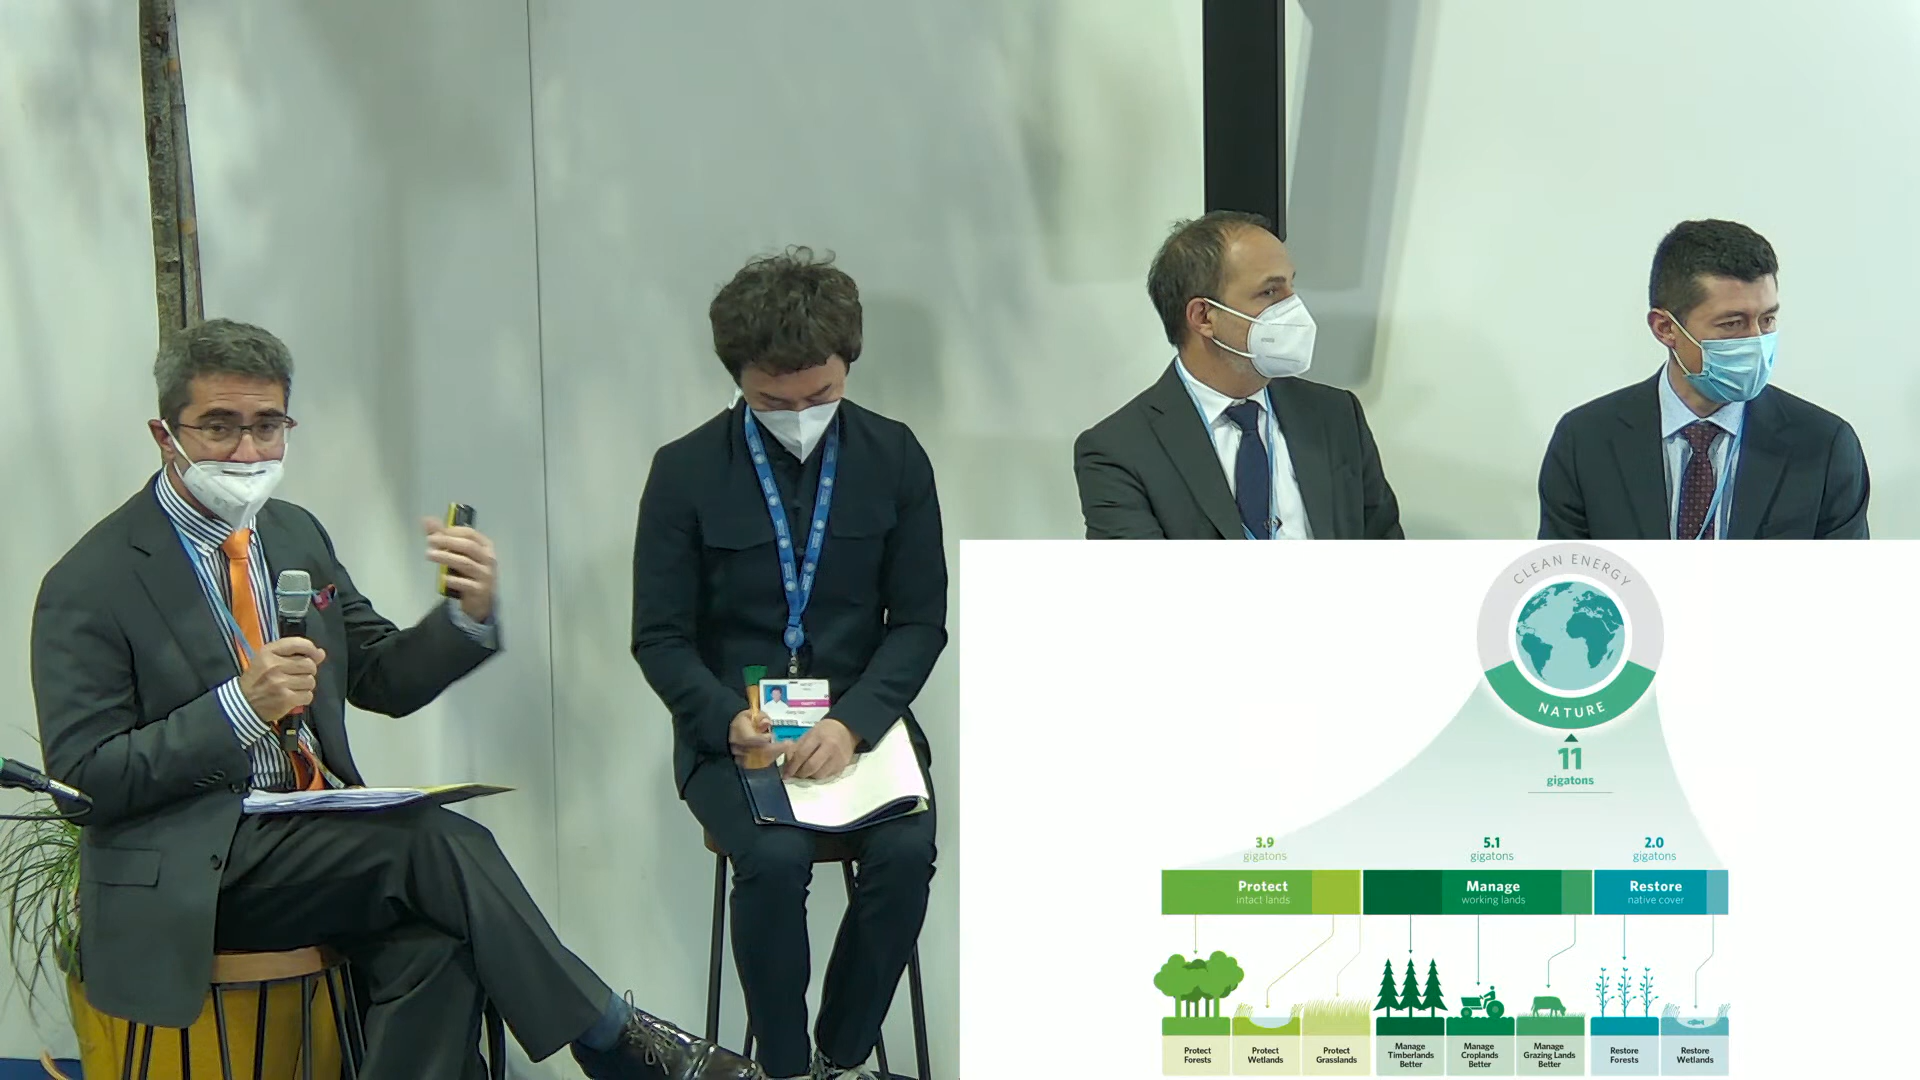 CLEAN ENERGY
NATURE
11
gigatons
3.9
gigatons
5.1
gigatons
2.0
gigatons
Protect
intact lands
Manage
working lands
Restore
native cover
Protect
Forests
Protect
Wetlands
Protect
Grasslands
Manage
Timberlands
Better
Manage
Croplands
Better
Manage
Grazing Lands
Better
Restore
Forests
Restore
Wetlands